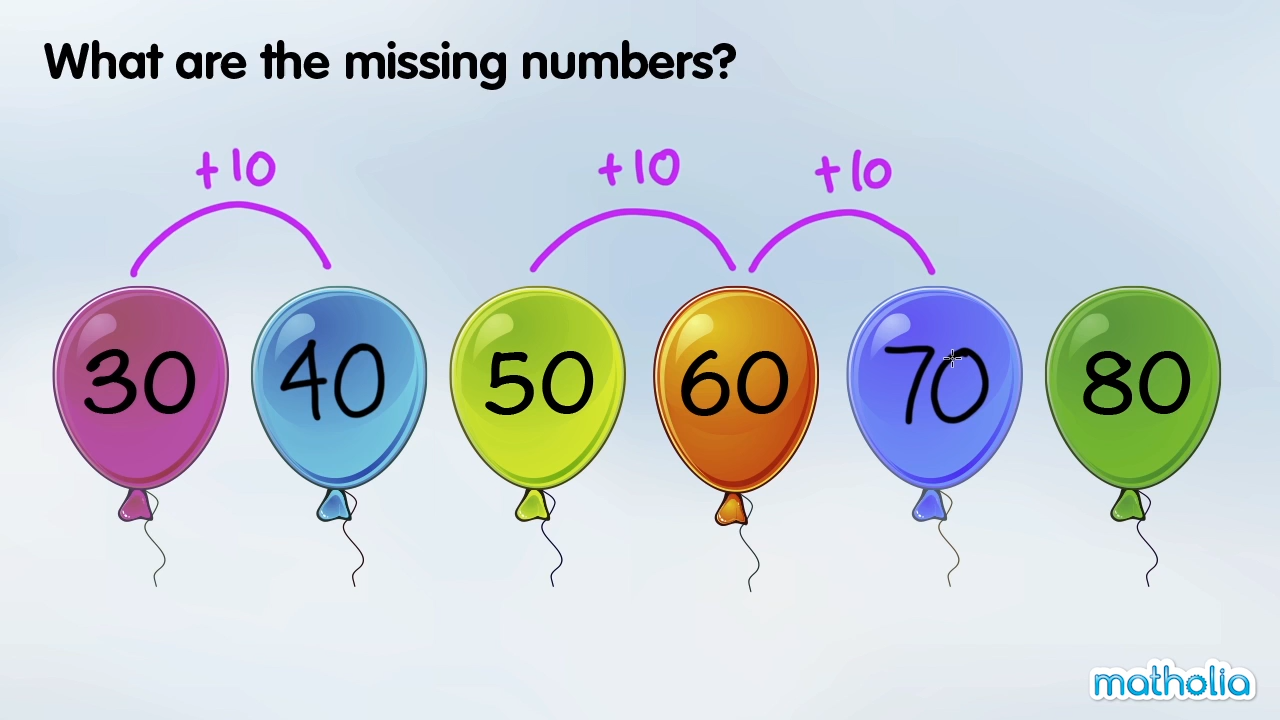 What are the missing numbers?
+10 +10 +10
30 40 50 60 70 80
matholia